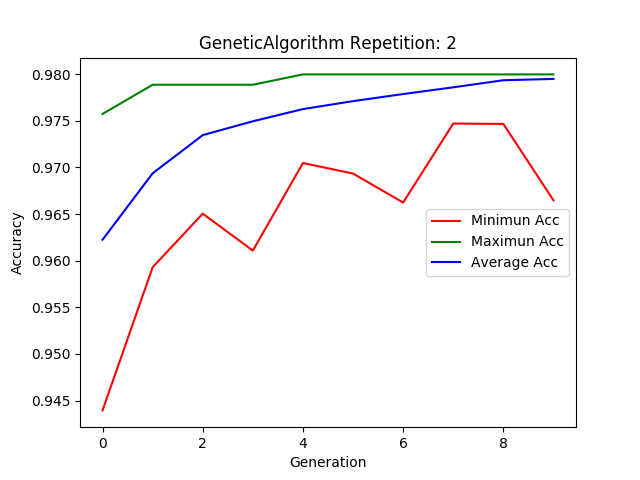 GeneticAlgorithm Repetition: 2
0.980
0.975
0.970
0.965
0.960
0.955
0.950
0.945
Accuracy
Minimun Acc
Maximun Acc
Average Acc
0 2 4 6 8
Generation